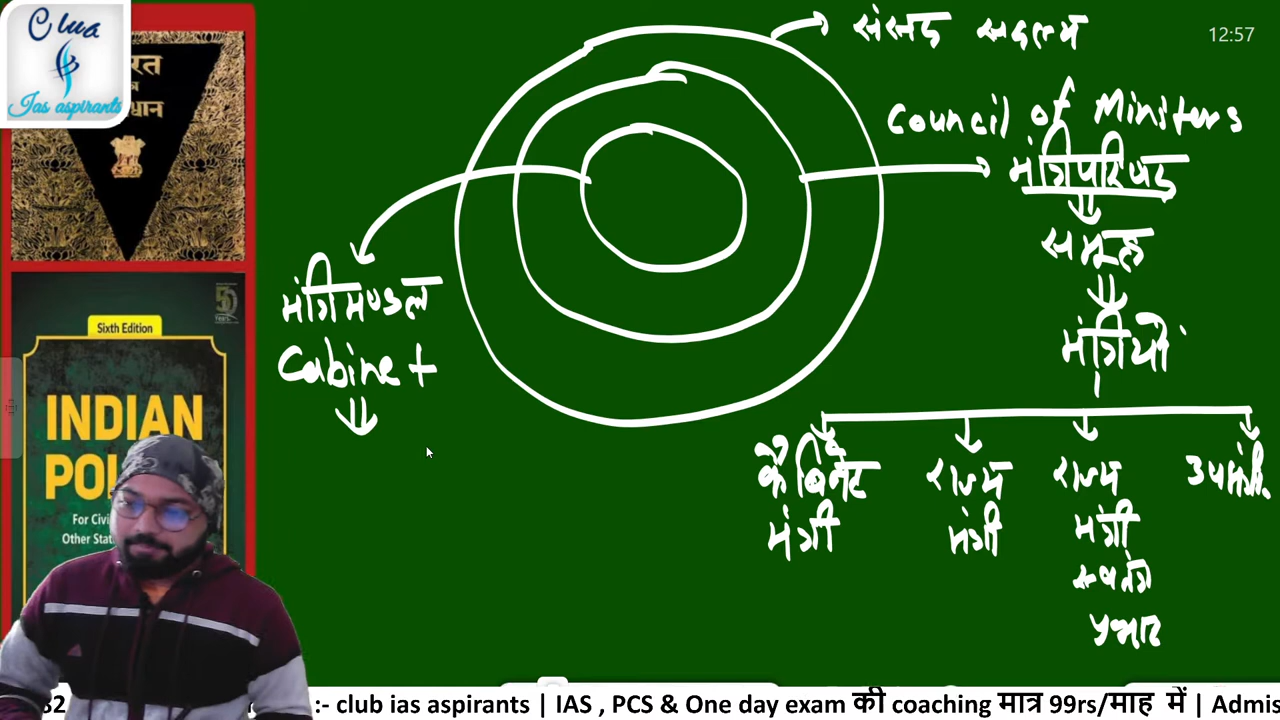 Club
Ias aspirants
रत
धान
Sixth Edition
INDIAN
POL
For Civi
Other Stat
12:57
संसद सदस्य
Council of Ministers
मंत्रिपरिषद
समूह
मंत्रियों
मंत्रिमण्डल
Cabinet
कैबिनेट
मंत्री
राज्य
मंत्री
राज्य
मंत्री
स्वतंत्र
प्रभार
उपमंत्री
:- club ias aspirants | IAS , PCS & One day exam की coaching मात्र 99rs/माह में | Admis